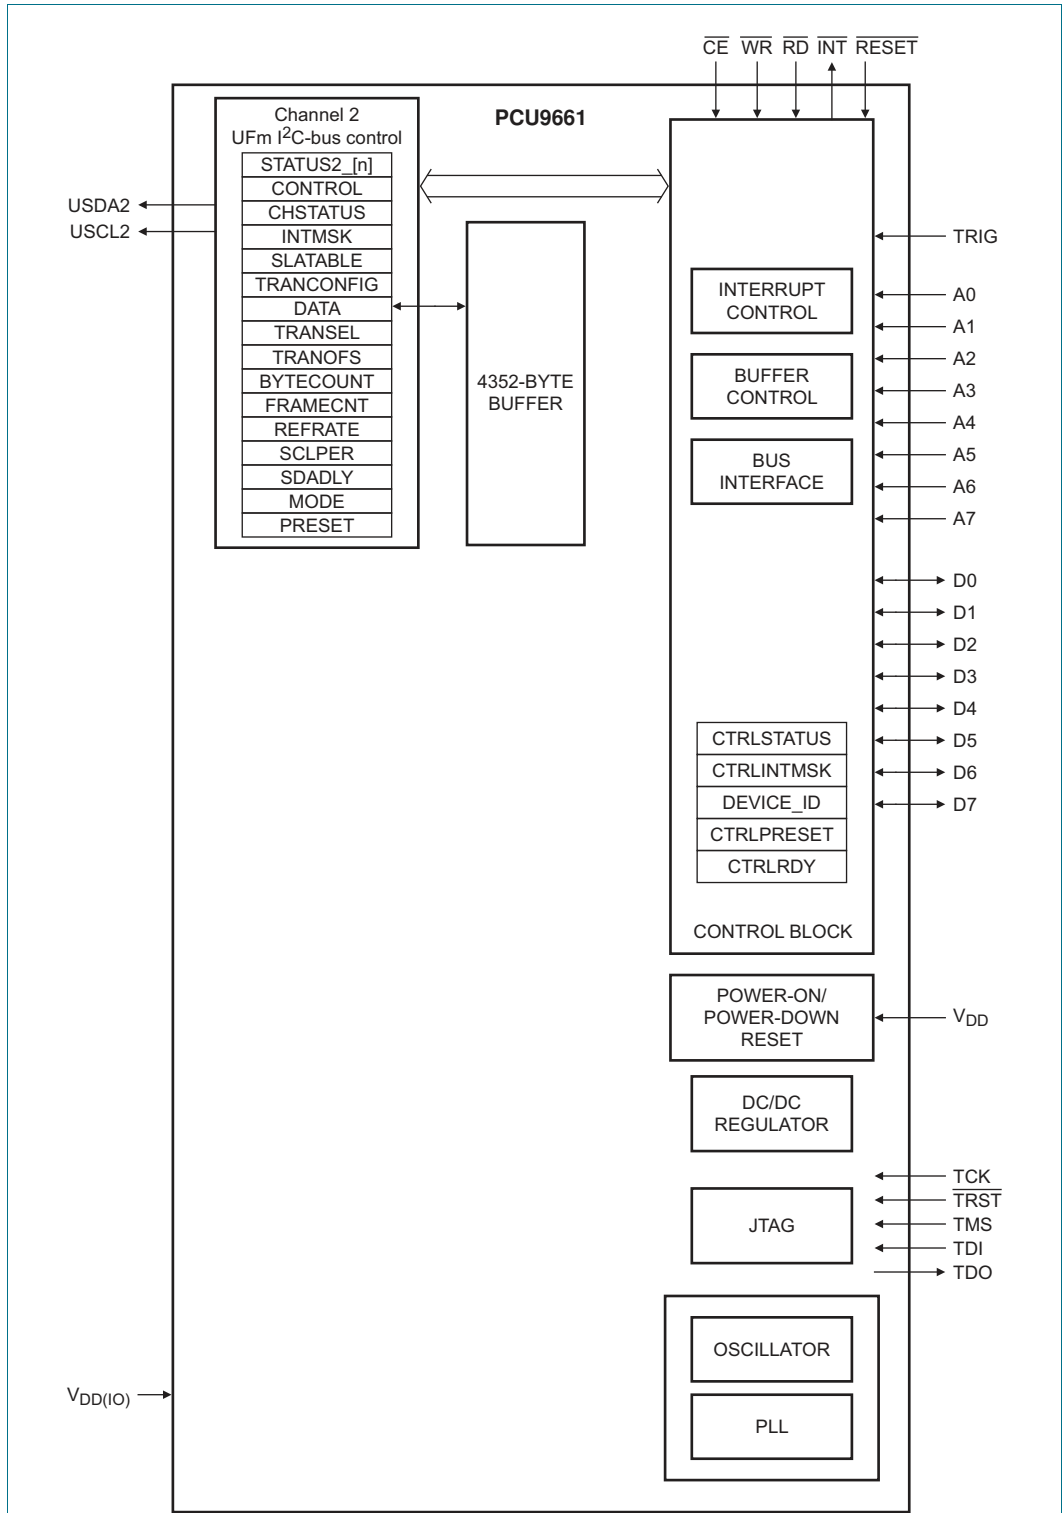 CE WR RD INT RESET
PCU9661
Channel 2
UFm I2C-bus control
STATUS2_[n]
CONTROL
CHSTATUS
INTMSK
SLATABLE
TRANCONFIG
DATA
TRANSEL
TRANOFS
BYTECOUNT
FRAMECNT
REFRATE
SCLPER
SDADLY
MODE
PRESET
USDA2
USCL2
4352-BYTE
BUFFER
INTERRUPT
CONTROL
BUFFER
CONTROL
BUS
INTERFACE
CTRLSTATUS
CTRLINTMSK
DEVICE_ID
CTRLPRESET
CTRLRDY
CONTROL BLOCK
TRIG
A0
A1
A2
A3
A4
A5
A6
A7
D0
D1
D2
D3
D4
D5
D6
D7
POWER-ON/
POWER-DOWN
RESET
VDD
DC/DC
REGULATOR
JTAG
TCK
TRST
TMS
TDI
TDO
OSCILLATOR
PLL
VDD(IO)